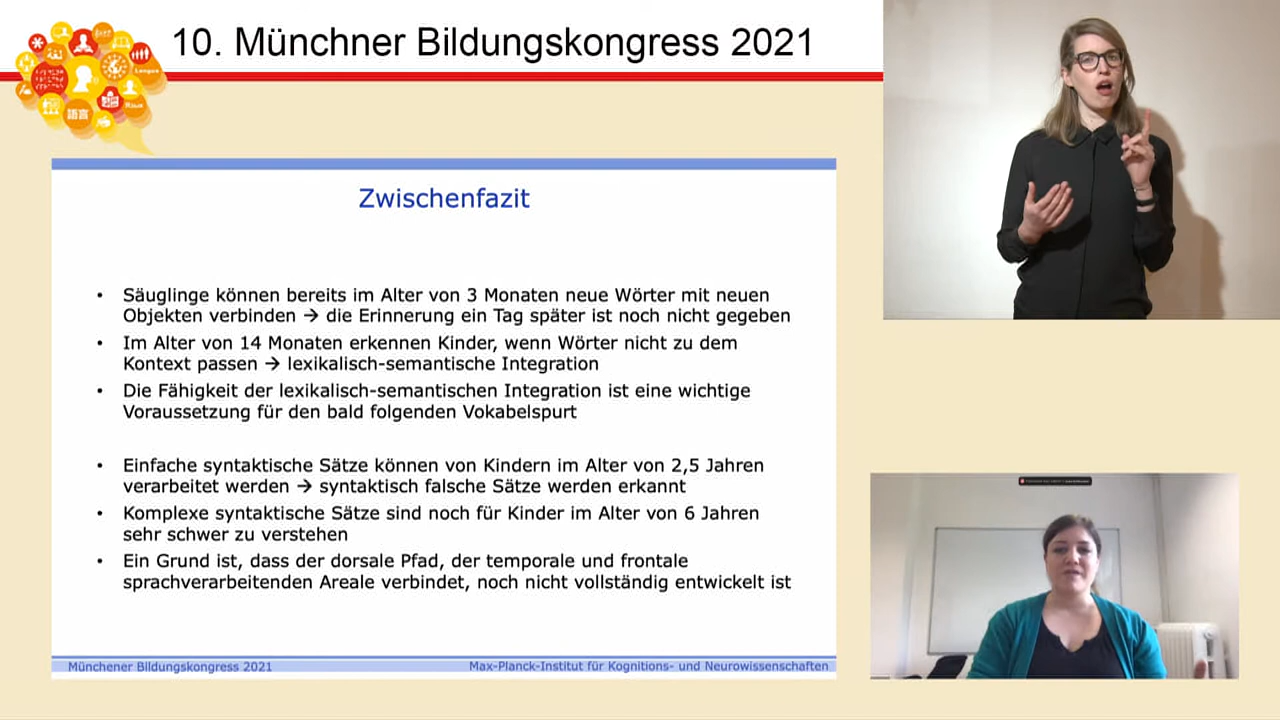 10. Münchner Bildungskongress 2021
Lengua
語言
Zwischenfazit
• Säuglinge können bereits im Alter von 3 Monaten neue Wörter mit neuen
Objekten verbinden → die Erinnerung ein Tag später ist noch nicht gegeben
• Im Alter von 14 Monaten erkennen Kinder, wenn Wörter nicht zu dem
Kontext passen → lexikalisch-semantische Integration
• Die Fähigkeit der lexikalisch-semantischen Integration ist eine wichtige
Voraussetzung für den bald folgenden Vokabelspurt
• Einfache syntaktische Sätze können von Kindern im Alter von 2,5 Jahren
verarbeitet werden → syntaktisch falsche Sätze werden erkannt
• Komplexe syntaktische Sätze sind noch für Kinder im Alter von 6 Jahren
sehr schwer zu verstehen
• Ein Grund ist, dass der dorsale Pfad, der temporale und frontale
sprachverarbeitenden Areale verbindet, noch nicht vollständig entwickelt ist
Münchener Bildungskongress 2021
Max-Planck-Institut für Kognitions- und Neurowissenschaften